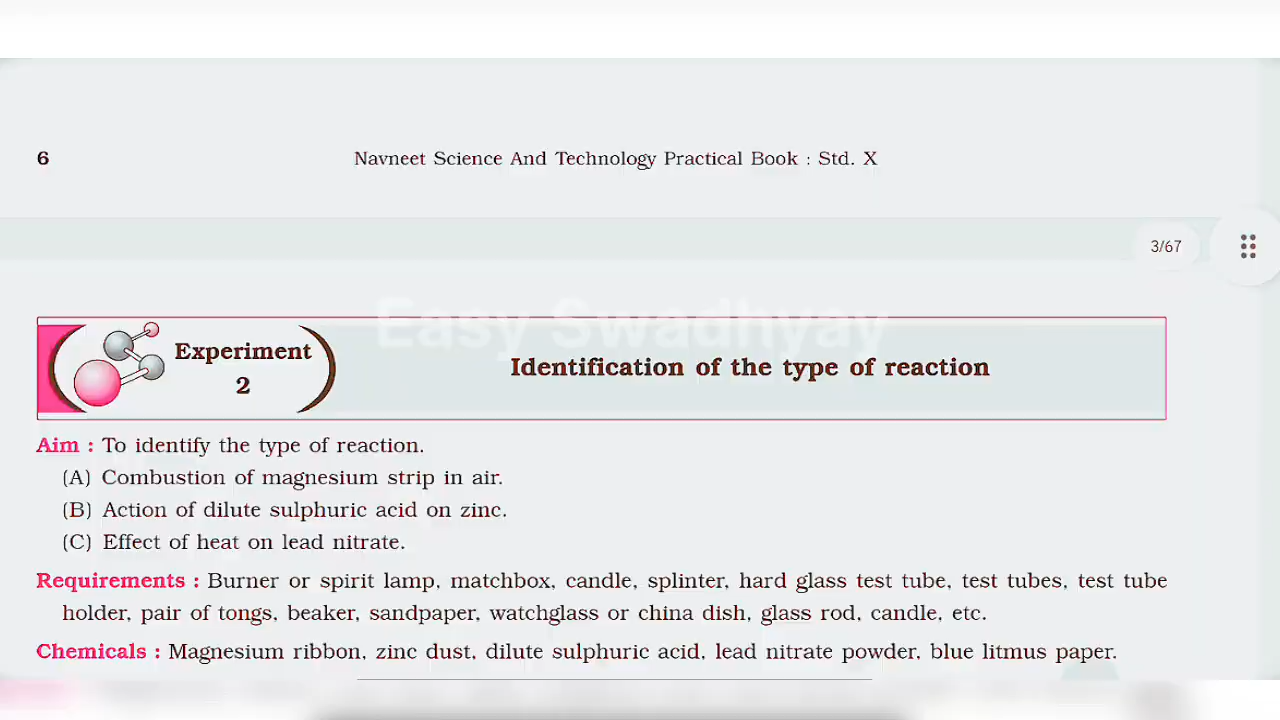 6
Navneet Science And Technology Practical Book : Std. X
3/67
Easy Swadhyay
Experiment
2
Identification of the type of reaction
Aim : To identify the type of reaction.
(A) Combustion of magnesium strip in air.
(B) Action of dilute sulphuric acid on zinc.
(C) Effect of heat on lead nitrate.
Requirements : Burner or spirit lamp, matchbox, candle, splinter, hard glass test tube, test tubes, test tube
holder, pair of tongs, beaker, sandpaper, watchglass or china dish, glass rod, candle, etc.
Chemicals : Magnesium ribbon, zinc dust, dilute sulphuric acid, lead nitrate powder, blue litmus paper.